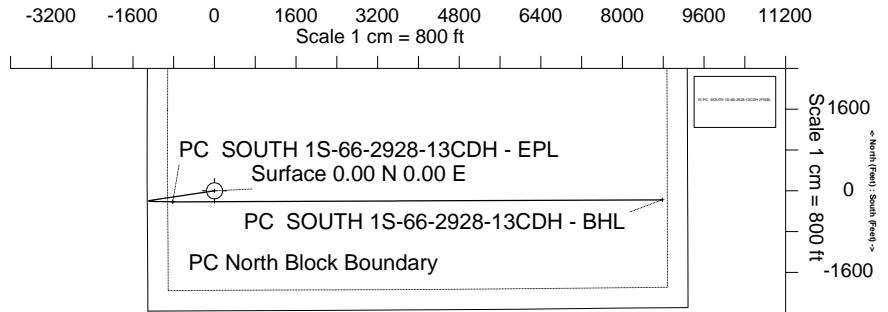 -3200 -1600 0 1600 3200 4800 6400 8000 9600 11200
Scale 1 cm = 800 ft
PC SOUTH 1S-66-2928-13CDH - EPL
Surface 0.00 N 0.00 E
PC SOUTH 1S-66-2928-13CDH - BHL
PC North Block Boundary
1600
0
-1600
Scale 1 cm = 800 ft
<- North (Feet) : South (Feet) ->